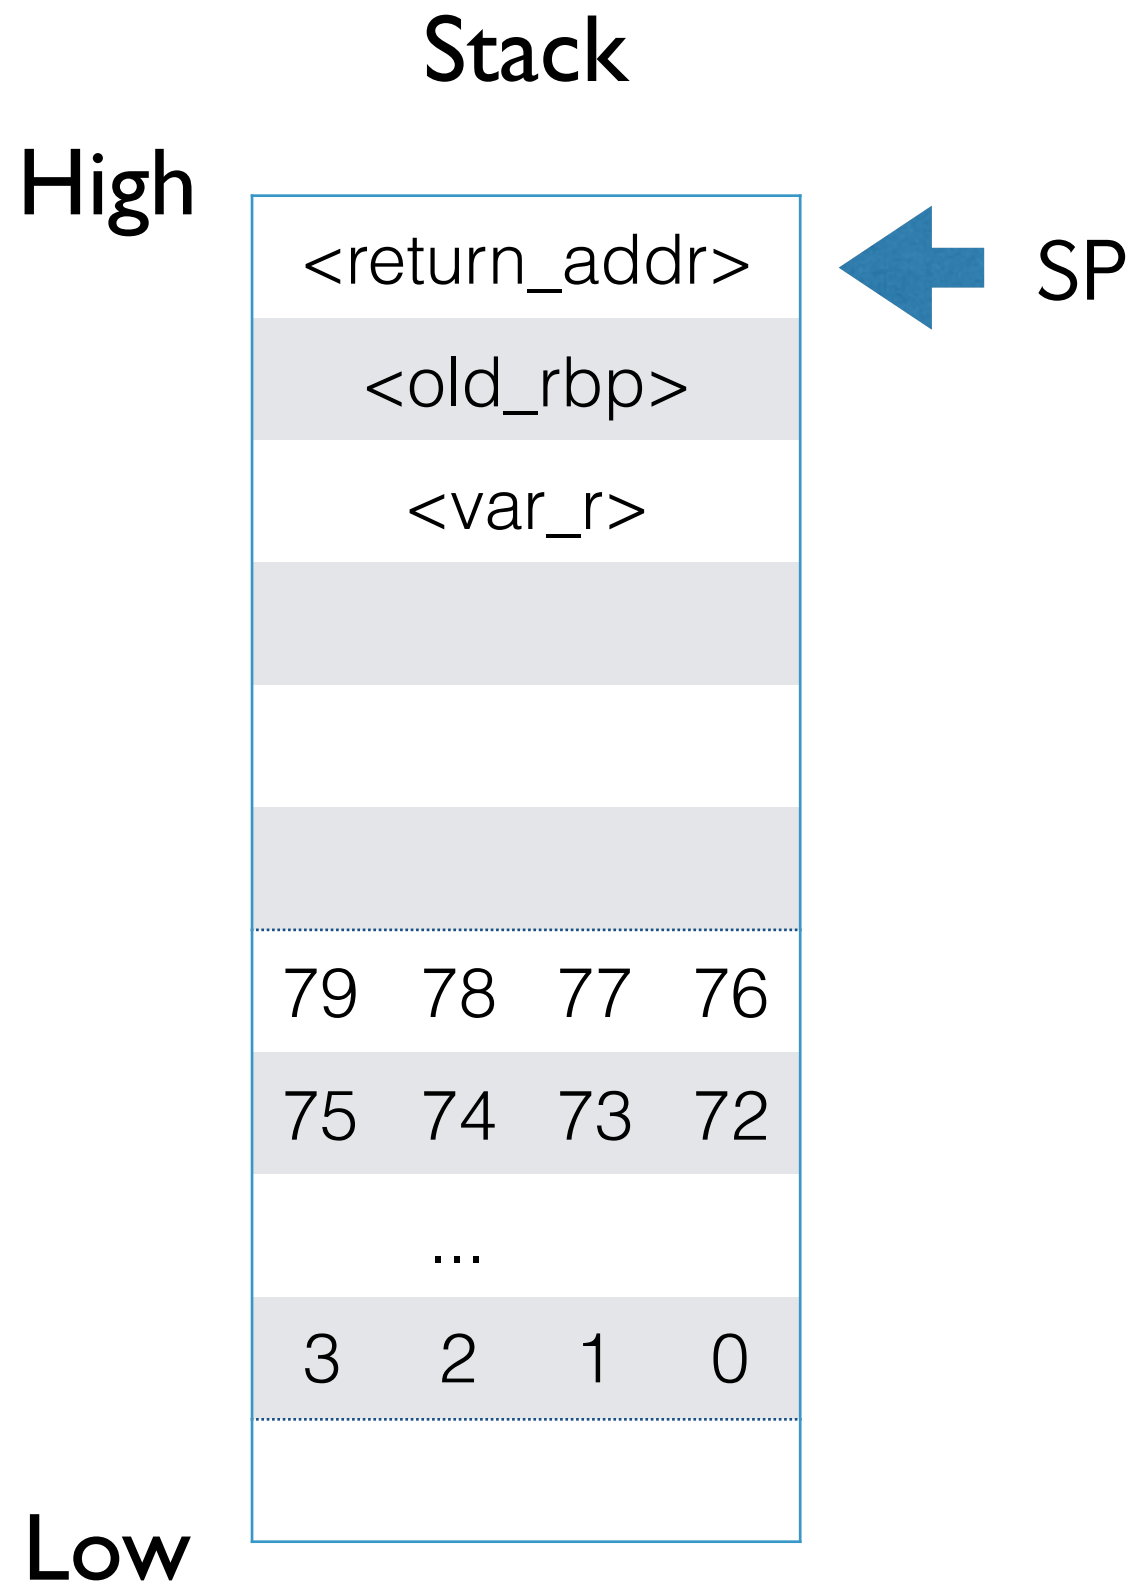 Stack
High
<return_addr>
SP
<old_rbp>
<var_r>
79 78 77 76
75 74 73 72
...
3 2 1 0
Low